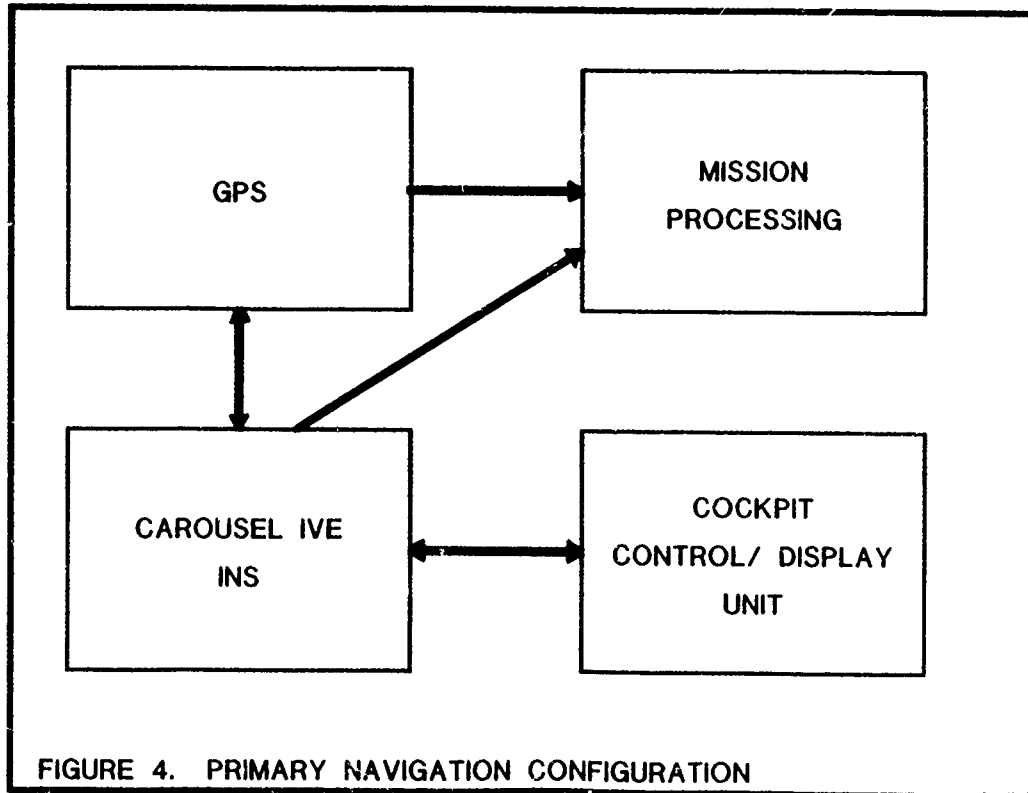 GPS
MISSION
PROCESSING
CAROUSEL IVE
INS
COCKPIT
CONTROL/ DISPLAY
UNIT
FIGURE 4. PRIMARY NAVIGATION CONFIGURATION